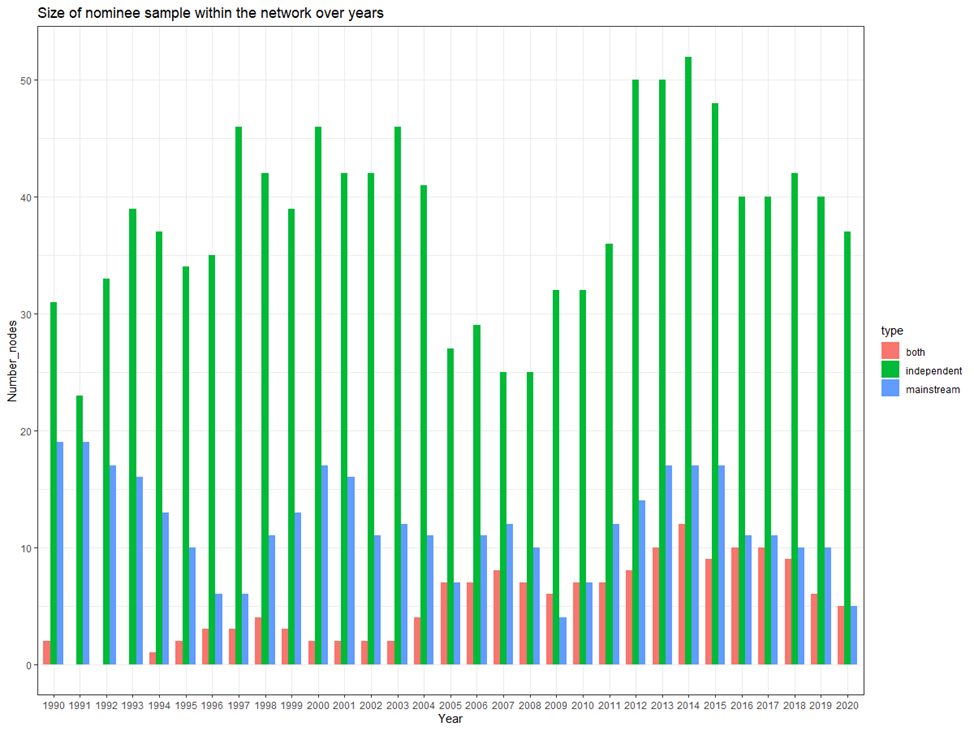 Size of nominee sample within the network over years
Number_nodes
50
40
30
20
10
0
1990 1991 1992 1993 1994 1995 1996 1997 1998 1999 2000 2001 2002 2003 2004 2005 2006 2007 2008 2009 2010 2011 2012 2013 2014 2015 2016 2017 2018 2019 2020
Year
type
both
independent
mainstream